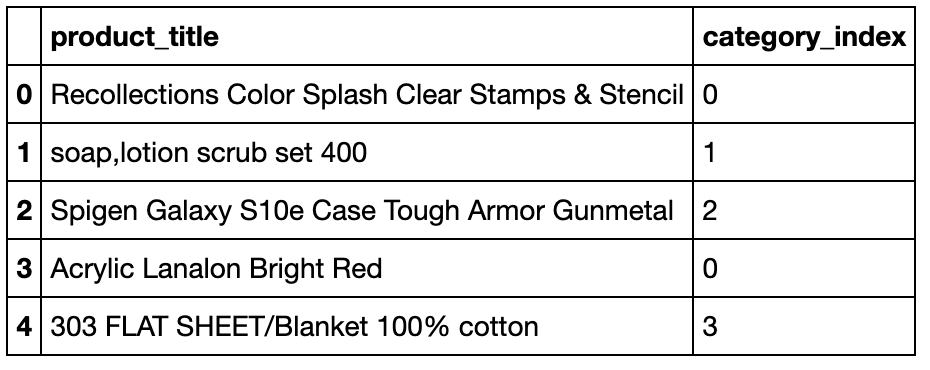 product_title category_index
0 Recollections Color Splash Clear Stamps & Stencil 0
1 soap,lotion scrub set 400 1
2 Spigen Galaxy S10e Case Tough Armor Gunmetal 2
3 Acrylic Lanalon Bright Red 0
4 303 FLAT SHEET/Blanket 100% cotton 3